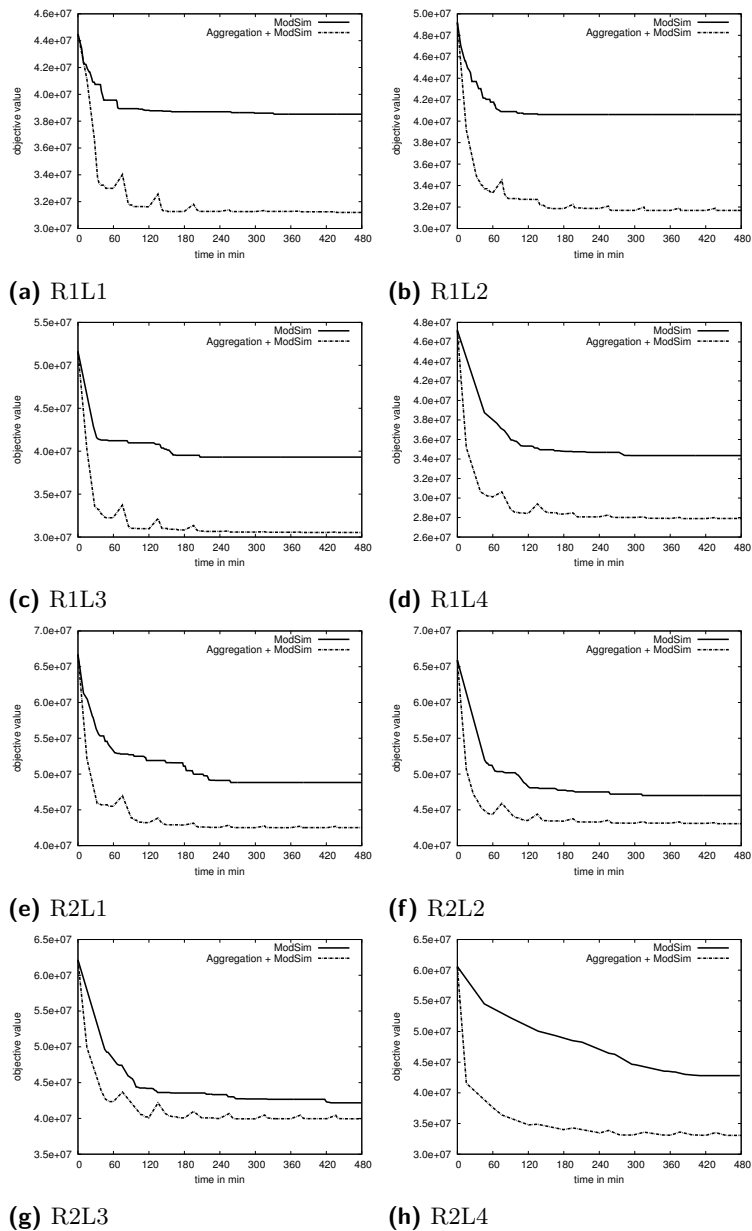 4.6e+07
4.4e+07
4.2e+07
4.0e+07
3.8e+07
3.6e+07
3.4e+07
3.2e+07
3.0e+07
objective value
ModSim
Aggregation + ModSim
0 60 120 180 240 300 360 420 480
time in min
(a) R1L1
5.0e+07
4.8e+07
4.6e+07
4.4e+07
4.2e+07
4.0e+07
3.8e+07
3.6e+07
3.4e+07
3.2e+07
3.0e+07
objective value
ModSim
Aggregation + ModSim
0 60 120 180 240 300 360 420 480
time in min
(b) R1L2
5.5e+07
5.0e+07
4.5e+07
4.0e+07
3.5e+07
3.0e+07
objective value
ModSim
Aggregation + ModSim
0 60 120 180 240 300 360 420 480
time in min
(c) R1L3
4.8e+07
4.6e+07
4.4e+07
4.2e+07
4.0e+07
3.8e+07
3.6e+07
3.4e+07
3.2e+07
3.0e+07
2.8e+07
2.6e+07
objective value
ModSim
Aggregation + ModSim
0 60 120 180 240 300 360 420 480
time in min
(d) R1L4
7.0e+07
6.5e+07
6.0e+07
5.5e+07
5.0e+07
4.5e+07
4.0e+07
objective value
ModSim
Aggregation + ModSim
0 60 120 180 240 300 360 420 480
time in min
(e) R2L1
7.0e+07
6.5e+07
6.0e+07
5.5e+07
5.0e+07
4.5e+07
4.0e+07
objective value
ModSim
Aggregation + ModSim
0 60 120 180 240 300 360 420 480
time in min
(f) R2L2
6.5e+07
6.0e+07
5.5e+07
5.0e+07
4.5e+07
4.0e+07
3.5e+07
objective value
ModSim
Aggregation + ModSim
0 60 120 180 240 300 360 420 480
time in min
(g) R2L3
6.5e+07
6.0e+07
5.5e+07
5.0e+07
4.5e+07
4.0e+07
3.5e+07
3.0e+07
objective value
ModSim
Aggregation + ModSim
0 60 120 180 240 300 360 420 480
time in min
(h) R2L4